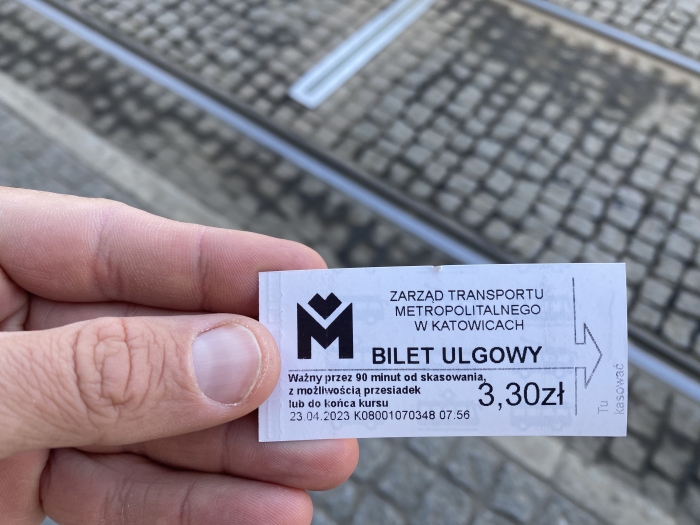 ZARZĄD TRANSPORTU
METROPOLITALNEGO
W KATOWICACH
BILET ULGOWY
Ważny przez 90 minut od skasowania,
z możliwością przesiadek
lub do końca kursu
3,30zł
23.04.2023 K08001070348 07:56
Tu
kasować